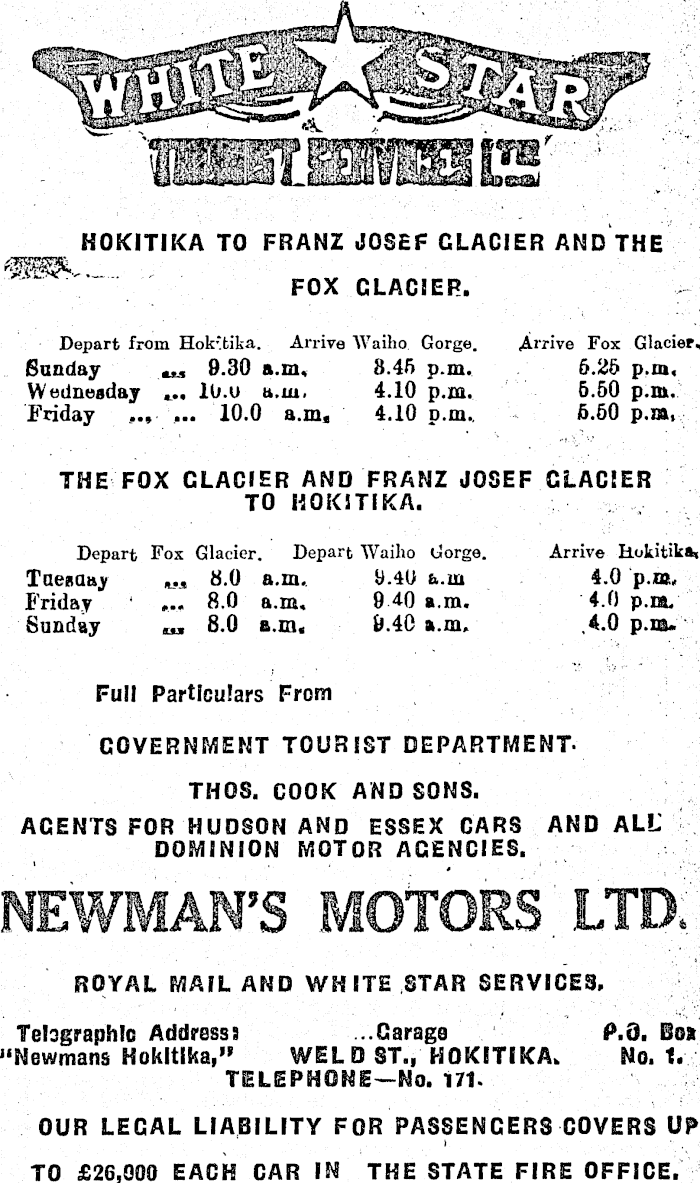 WHITE STAR
HOKITIKA TO FRANZ JOSEF GLACIER AND THE
FOX GLACIER.
Depart from Hokitika. Arrive Waiho Gorge. Arrive Fox Glacier.
Sunday ... 9.30 a.m. 3.45 p.m. 5.25 p.m.
Wednesday ... 10.0 a.m. 4.10 p.m. 5.50 p.m.
Friday ... ... 10.0 a.m. 4.10 p.m. 5.50 p.m.
THE FOX GLACIER AND FRANZ JOSEF GLACIER
TO HOKITIKA.
Depart Fox Glacier. Depart Waiho Gorge. Arrive Hokitika.
Tuesday ... 8.0 a.m. 9.40 a.m 4.0 p.m.
Friday ... 8.0 a.m. 9.40 a.m. 4.0 p.m.
Sunday ... 8.0 a.m. 9.40 a.m. 4.0 p.m.
Full Particulars From
GOVERNMENT TOURIST DEPARTMENT.
THOS. COOK AND SONS.
AGENTS FOR HUDSON AND ESSEX CARS AND ALL
DOMINION MOTOR AGENCIES.
NEWMAN'S MOTORS LTD.
ROYAL MAIL AND WHITE STAR SERVICES.
Telegraphic Address: ...Garage P.O. Box
"Newmans Hokitika," WELD ST., HOKITIKA. No. 1.
TELEPHONE—No. 171.
OUR LEGAL LIABILITY FOR PASSENGERS COVERS UP
TO £26,000 EACH CAR IN THE STATE FIRE OFFICE.